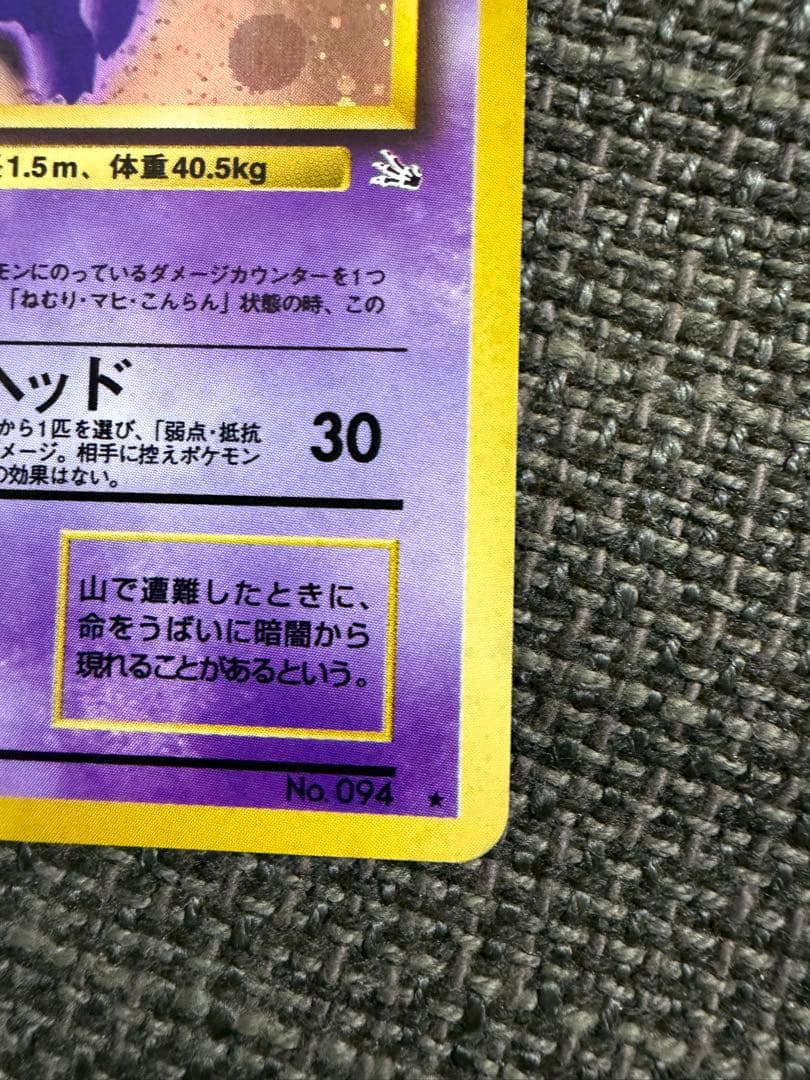 1.5m、体重40.5kg
モンにのっているダメージカウンターを1つ
「ねむり・マヒ・こんらん」状態の時、この
ヘッド
から1匹を選び、「弱点・抵抗
メージ。相手に控えポケモン
の効果はない。
30
山で遭難したときに、
命をうばいに暗闇から
現れることがあるという。
No. 094 ★